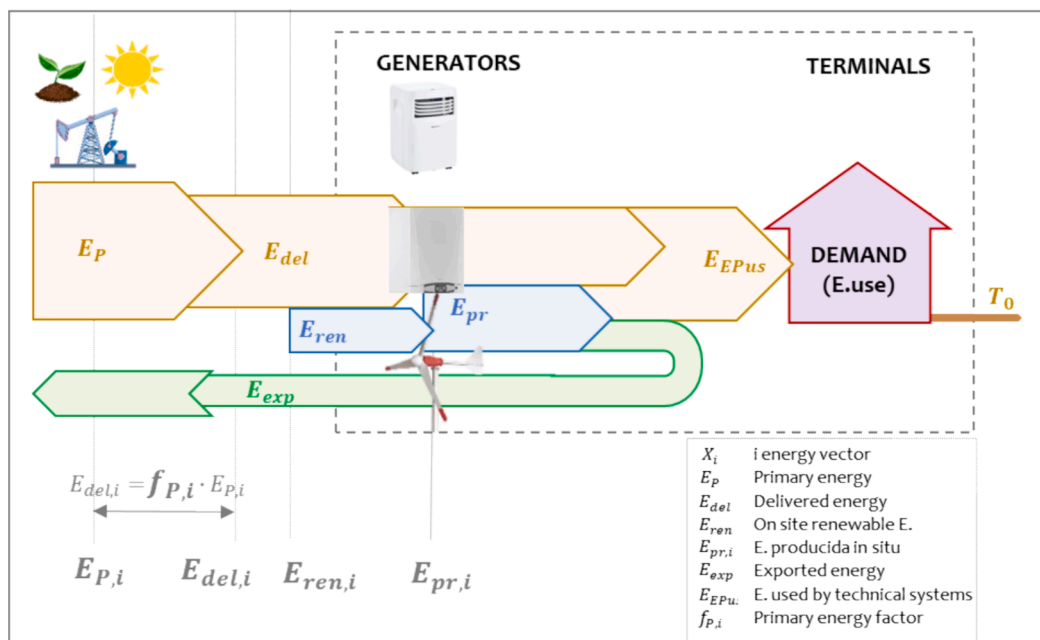 GENERATORS
TERMINALS
E_P
E_del
E_EPus
DEMAND
(E.use)
T_0
E_ren
E_pr
E_exp
E_del,i = f_P,i · E_P,i
E_P,i
E_del,i
E_ren,i
E_pr,i
X_i i energy vector
E_P Primary energy
E_del Delivered energy
E_ren On site renewable E.
E_pr,i E. producida in situ
E_exp Exported energy
E_EPu: E. used by technical systems
f_P,i Primary energy factor